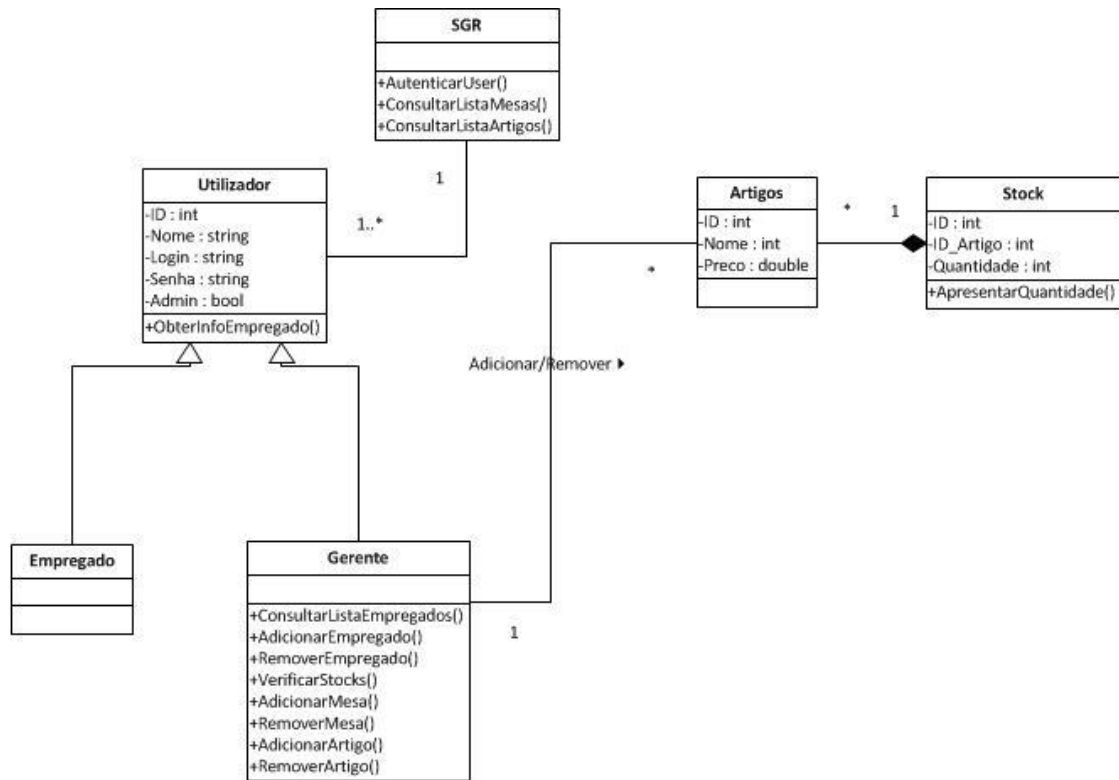 SGR
+AutenticarUser()
+ConsultarListaMesas()
+ConsultarListaArtigos()
1
1..*
Utilizador
-ID : int
-Nome : string
-Login : string
-Senha : string
-Admin : bool
+ObterInfoEmpregado()
Artigos
-ID : int
-Nome : int
-Preco : double
*
1
Stock
-ID : int
-ID_Artigo : int
-Quantidade : int
+ApresentarQuantidade()
*
Adicionar/Remover
1
Empregado
Gerente
+ConsultarListaEmpregados()
+AdicionarEmpregado()
+RemoverEmpregado()
+VerificarStocks()
+AdicionarMesa()
+RemoverMesa()
+AdicionarArtigo()
+RemoverArtigo()